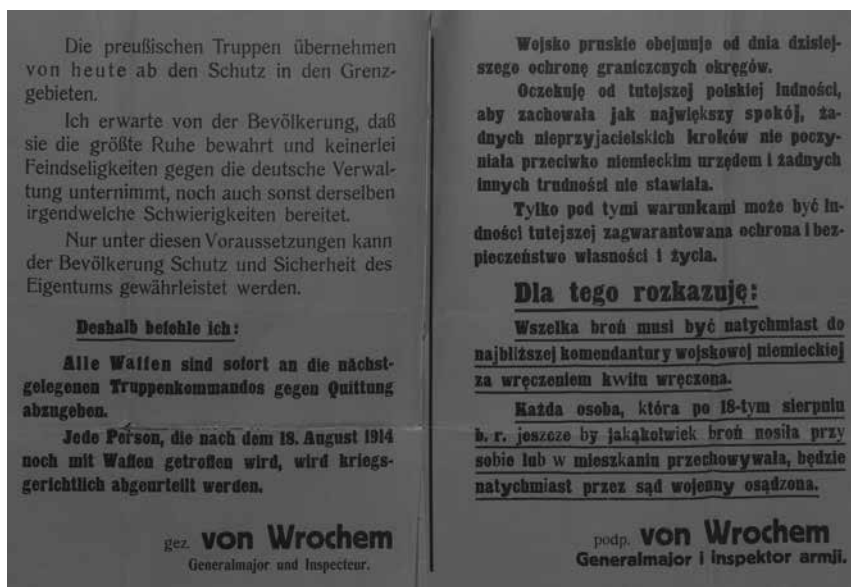 Die preußischen Truppen übernehmen
von heute ab den Schutz in den Grenz-
gebieten.
Ich erwarte von der Bevölkerung, daß
sie die größte Ruhe bewahrt und keinerlei
Feindseligkeiten gegen die deutsche Verwal-
tung unternimmt, noch auch sonst derselben
irgendwelche Schwierigkeiten bereitet.
Nur unter diesen Voraussetzungen kann
der Bevölkerung Schutz und Sicherheit des
Eigentums gewährleistet werden.
Deshalb befehle ich:
Alle Waffen sind sofort an die nächst-
gelegenen Truppenkommandos gegen Quittung
abzugeben.
Jede Person, die nach dem 18. August 1914
noch mit Waffen getroffen wird, wird kriegs-
gerichtlich abgeurteilt werden.
gez. von Wrochem
Generalmajor und Inspecteur.
Wojsko pruskie obejmuje od dnia dzisiej-
szego ochronę graniczcnych okręgów.
Oczekuję od tutejszej polskiej ludności,
aby zachowała jak największy spokój, ża-
dnych nieprzyjacielskich kroków nie poczy-
niała przeciwko niemieckim urzędem i żadnych
innych trudności nie stawiała.
Tylko pod tymi warunkami może być lu-
dności tutejszej zagwarantowana ochrona i bez-
pieczeństwo własności i życia.
Dla tego rozkazuję:
Wszelka broń musi być natychmiast do
najbliższej komendantury wojskowej niemieckiej
za wręczeniem kwitu wręczona.
Każda osoba, która po 18-tym sierpniu
b. r. jeszcze by jakąkolwiek broń nosiła przy
sobie lub w mieszkaniu przechowywała, będzie
natychmiast przez sąd wojenny osądzona.
podp. von Wrochem
Generalmajor i inspektor armji.